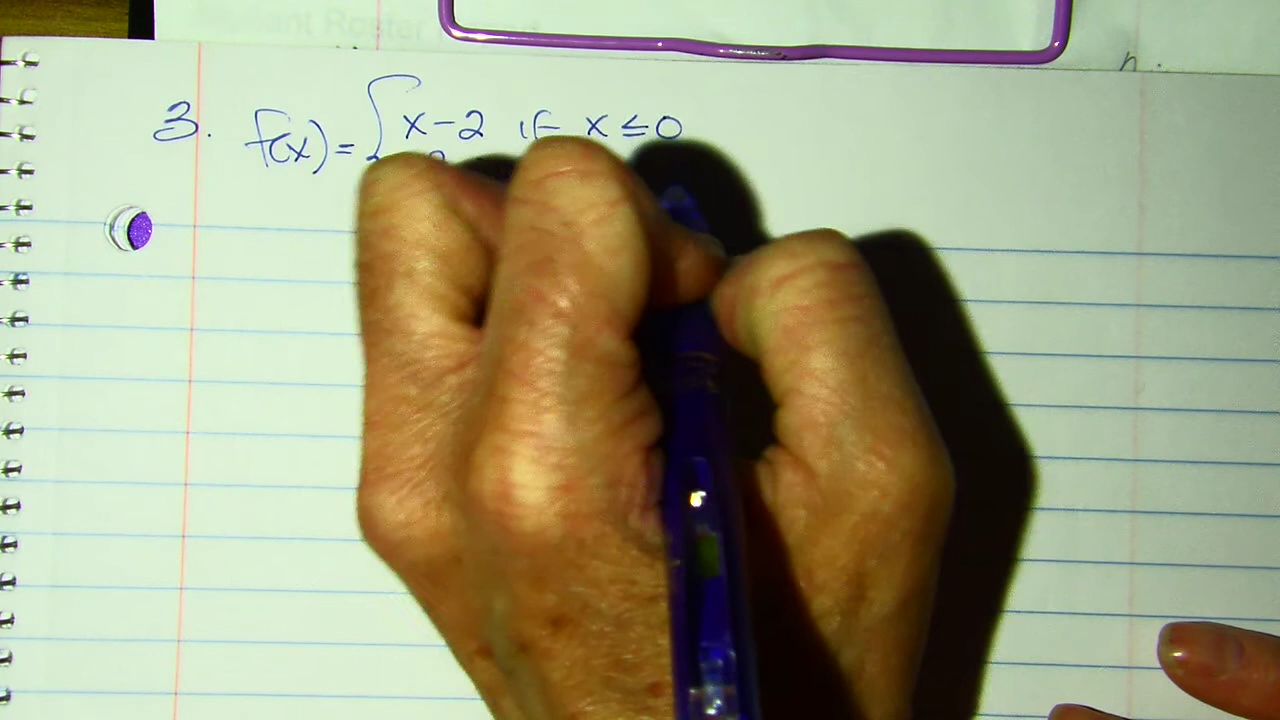 3. f(x) = { x-2 if x ≤ 0
n.